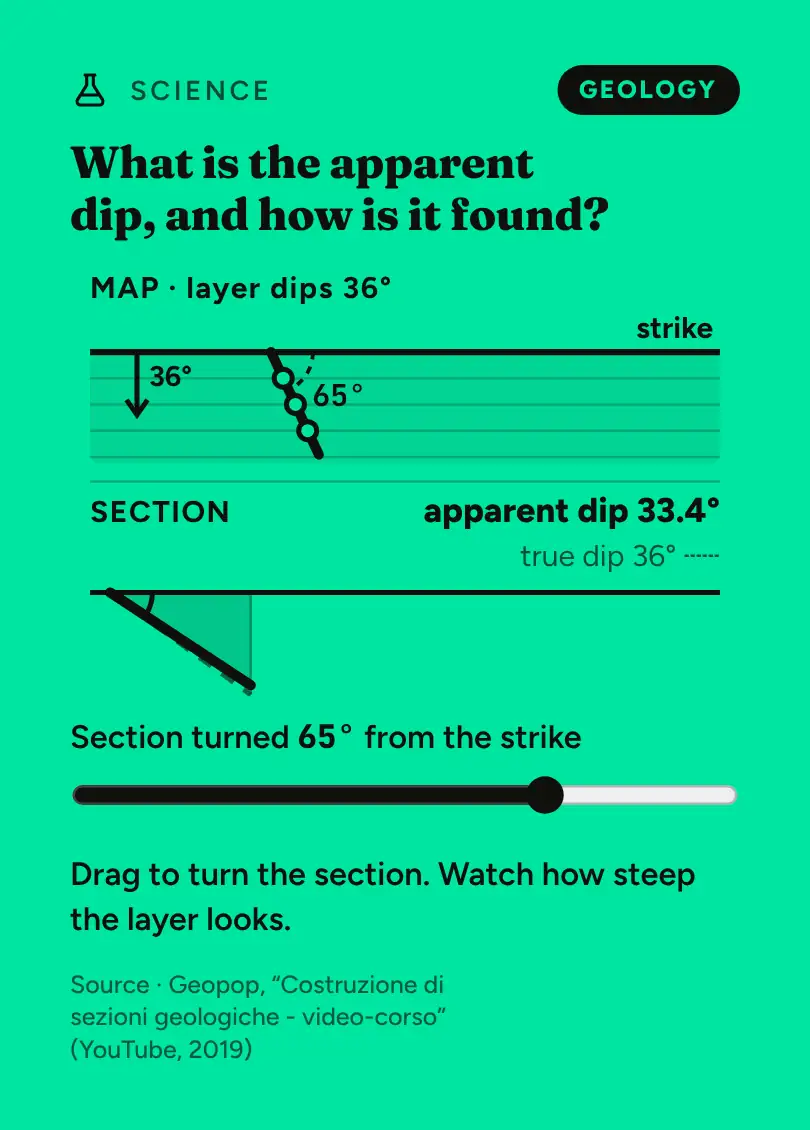 SCIENCE
GEOLOGY
What is the apparent
dip, and how is it found?
MAP · layer dips 36°
strike
36°
65°
SECTION
apparent dip 33.4°
true dip 36°
Section turned 65° from the strike
Drag to turn the section. Watch how steep
the layer looks.
Source · Geopop, “Costruzione di
sezioni geologiche - video-corso”
(YouTube, 2019)